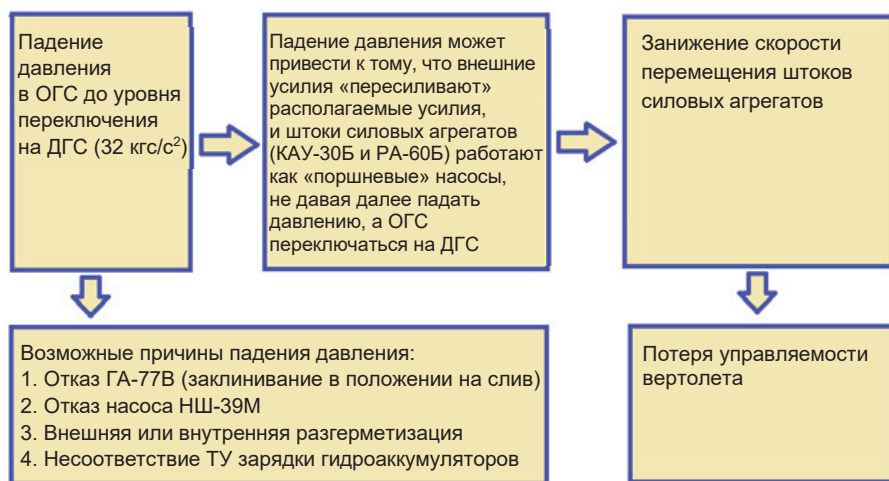 Падение
давления
в ОГС до уровня
переключения
на ДГС (32 кгс/с²)
Падение давления может
привести к тому, что внешние
усилия «пересиливают»
располагаемые усилия,
и штоки силовых агрегатов
(КАУ-30Б и РА-60Б) работают
как «поршневые» насосы,
не давая далее падать
давлению, а ОГС
переключаться на ДГС
Занижение скорости
перемещения штоков
силовых агрегатов
Возможные причины падения давления:
1. Отказ ГА-77В (заклинивание в положении на слив)
2. Отказ насоса НШ-39М
3. Внешняя или внутренняя разгерметизация
4. Несоответствие ТУ зарядки гидроаккумуляторов
Потеря управляемости
вертолета